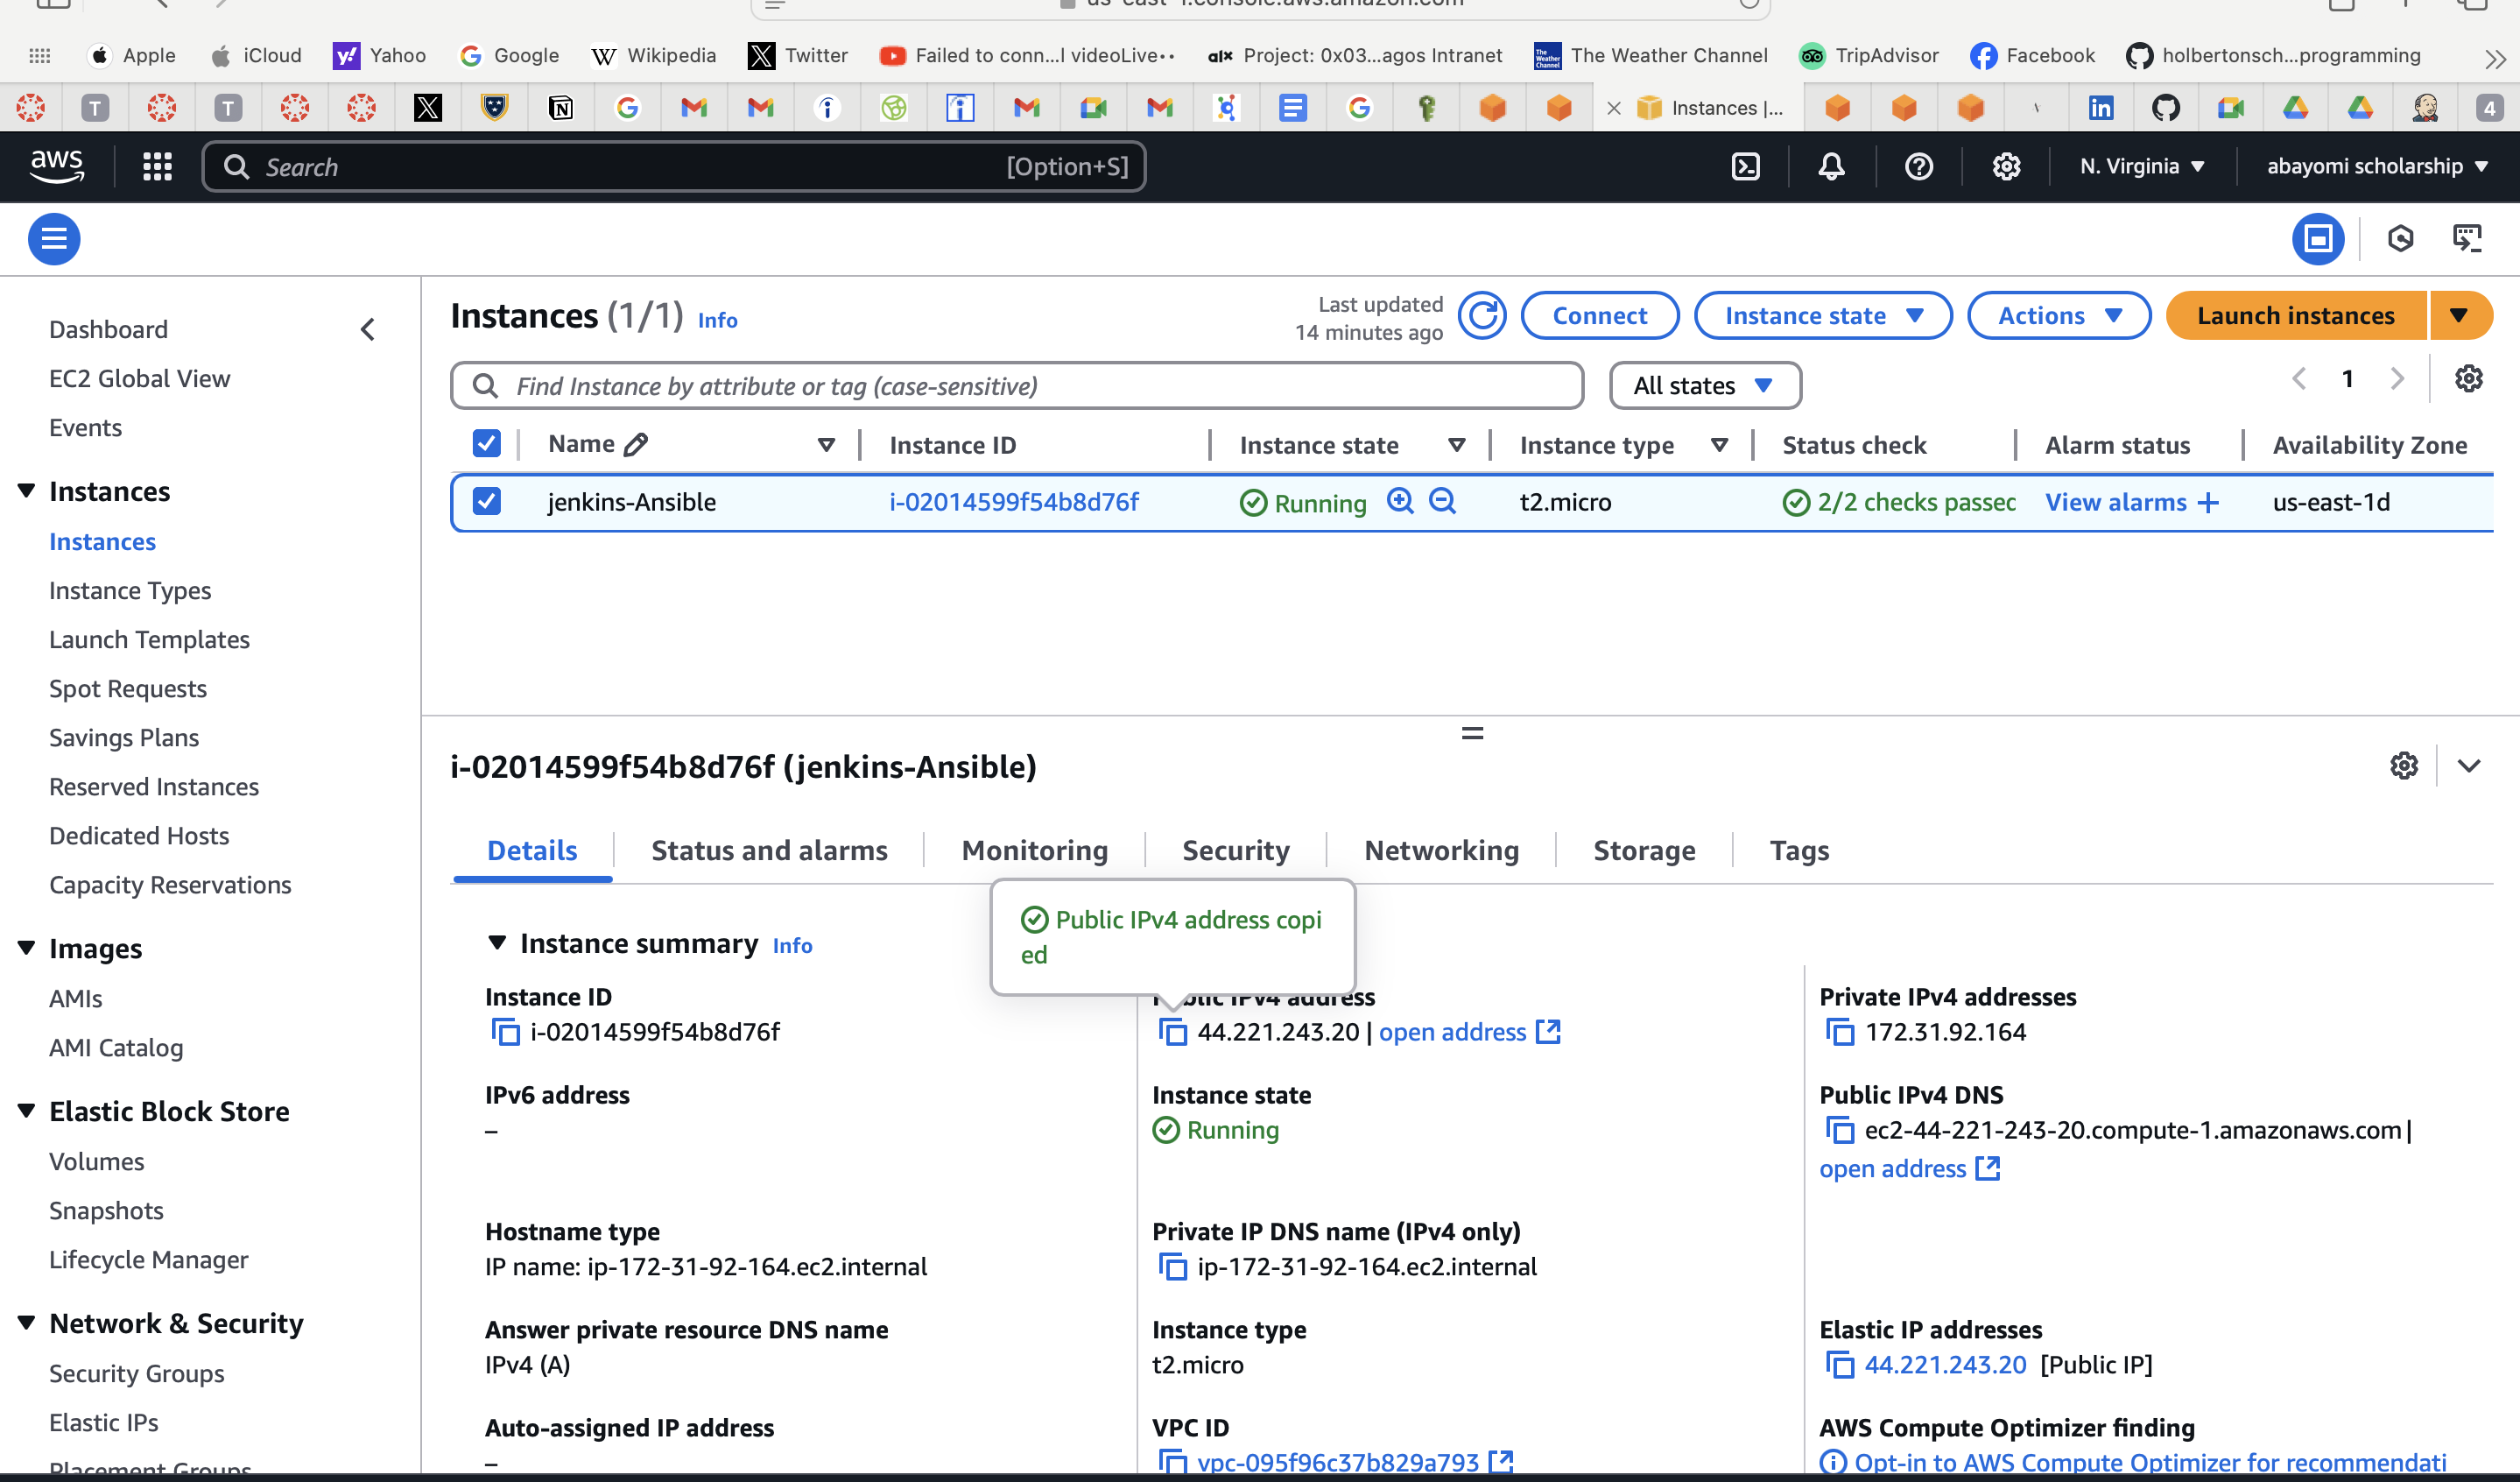 us-east-1.console.aws.amazon.com
Apple iCloud Yahoo Google Wikipedia Twitter Failed to conn...l videoLive•• alx Project: 0x03...agos Intranet The Weather Channel TripAdvisor Facebook holbertonsch...programming
T T Instances |... 4
aws Search [Option+S] N. Virginia abayomi scholarship
Dashboard
EC2 Global View
Events
Instances
Instances
Instance Types
Launch Templates
Spot Requests
Savings Plans
Reserved Instances
Dedicated Hosts
Capacity Reservations
Images
AMIs
AMI Catalog
Elastic Block Store
Volumes
Snapshots
Lifecycle Manager
Network & Security
Security Groups
Elastic IPs
Placement Groups
Instances (1/1) Info
Last updated
14 minutes ago
Connect Instance state Actions Launch instances
Find Instance by attribute or tag (case-sensitive) All states 1
Name Instance ID Instance state Instance type Status check Alarm status Availability Zone
jenkins-Ansible i-02014599f54b8d76f Running t2.micro 2/2 checks passec View alarms + us-east-1d
i-02014599f54b8d76f (jenkins-Ansible)
Details Status and alarms Monitoring Security Networking Storage Tags
Public IPv4 address copi
ed
Instance summary Info
Instance ID
i-02014599f54b8d76f
Public IPv4 address
44.221.243.20 | open address
Private IPv4 addresses
172.31.92.164
IPv6 address
–
Instance state
Running
Public IPv4 DNS
ec2-44-221-243-20.compute-1.amazonaws.com |
open address
Hostname type
IP name: ip-172-31-92-164.ec2.internal
Private IP DNS name (IPv4 only)
ip-172-31-92-164.ec2.internal
Answer private resource DNS name
IPv4 (A)
Instance type
t2.micro
Elastic IP addresses
44.221.243.20 [Public IP]
Auto-assigned IP address
–
VPC ID
vpc-095f96c37b829a793
AWS Compute Optimizer finding
Opt-in to AWS Compute Optimizer for recommendati